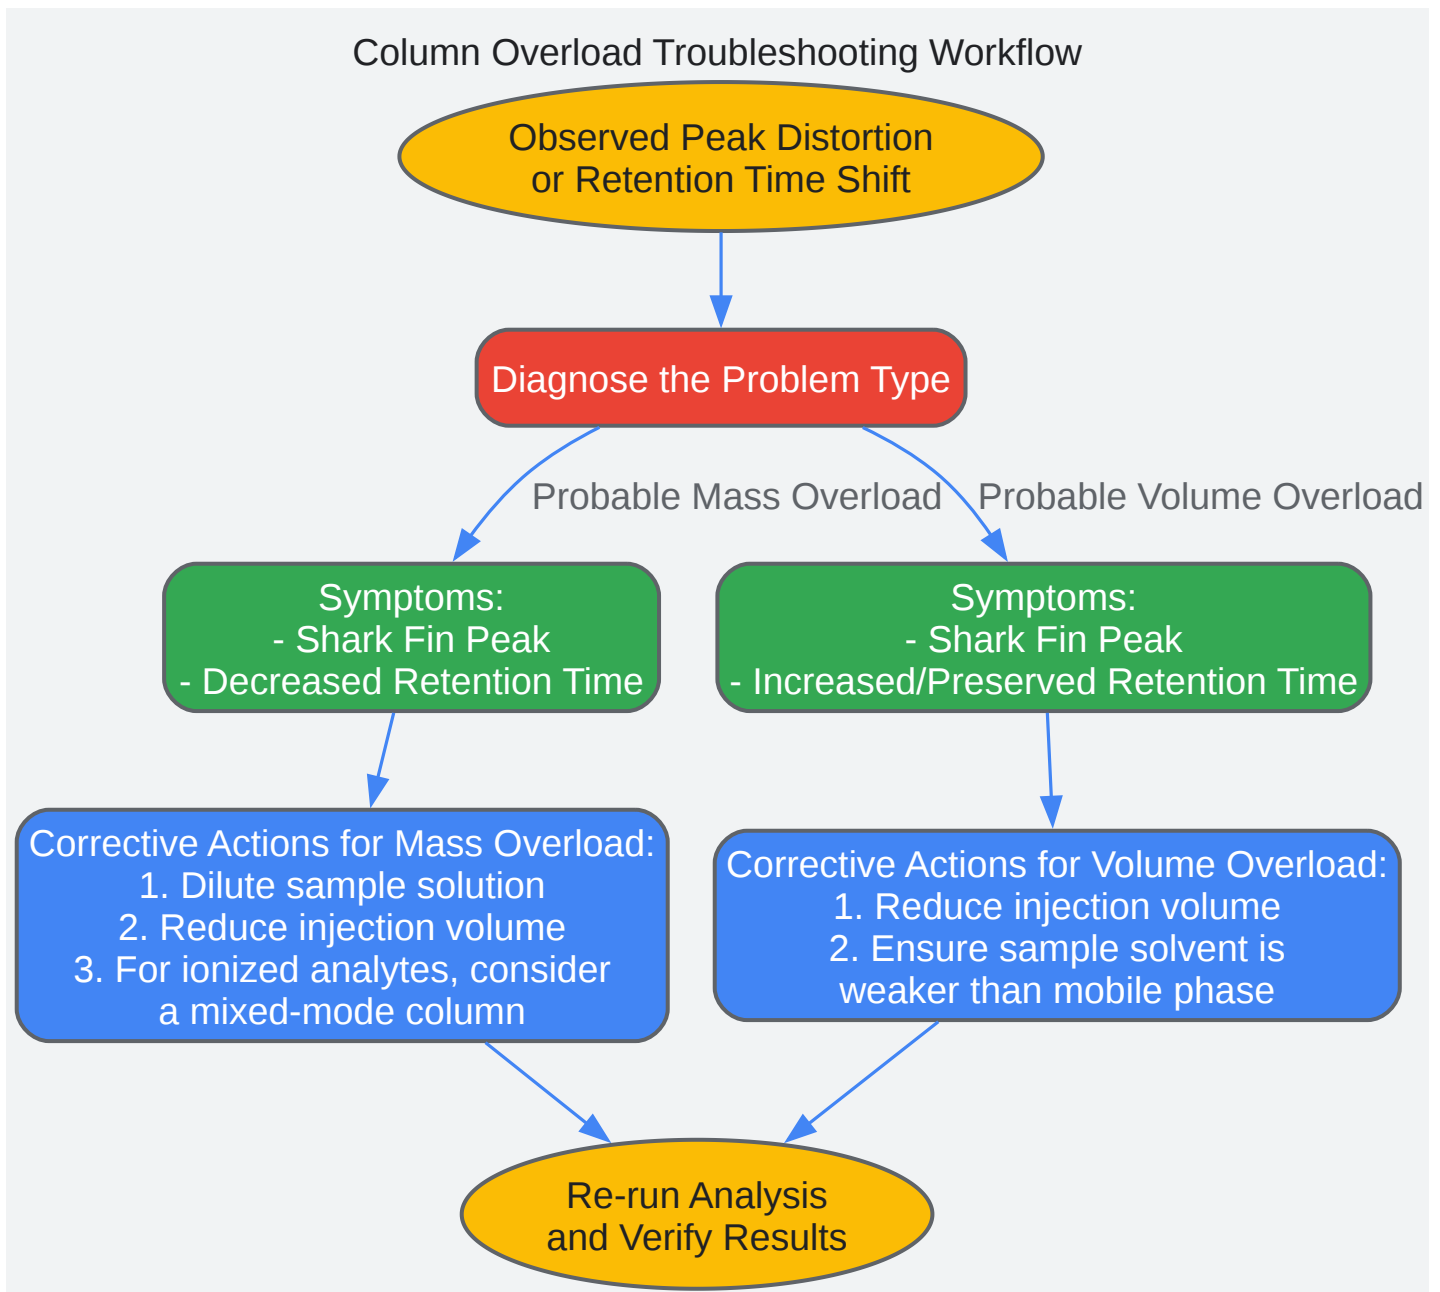 Column Overload Troubleshooting Workflow
Observed Peak Distortion
or Retention Time Shift
Diagnose the Problem Type
Probable Mass Overload
Probable Volume Overload
Symptoms:
- Shark Fin Peak
- Decreased Retention Time
Symptoms:
- Shark Fin Peak
- Increased/Preserved Retention Time
Corrective Actions for Mass Overload:
1. Dilute sample solution
2. Reduce injection volume
3. For ionized analytes, consider
a mixed-mode column
Corrective Actions for Volume Overload:
1. Reduce injection volume
2. Ensure sample solvent is
weaker than mobile phase
Re-run Analysis
and Verify Results